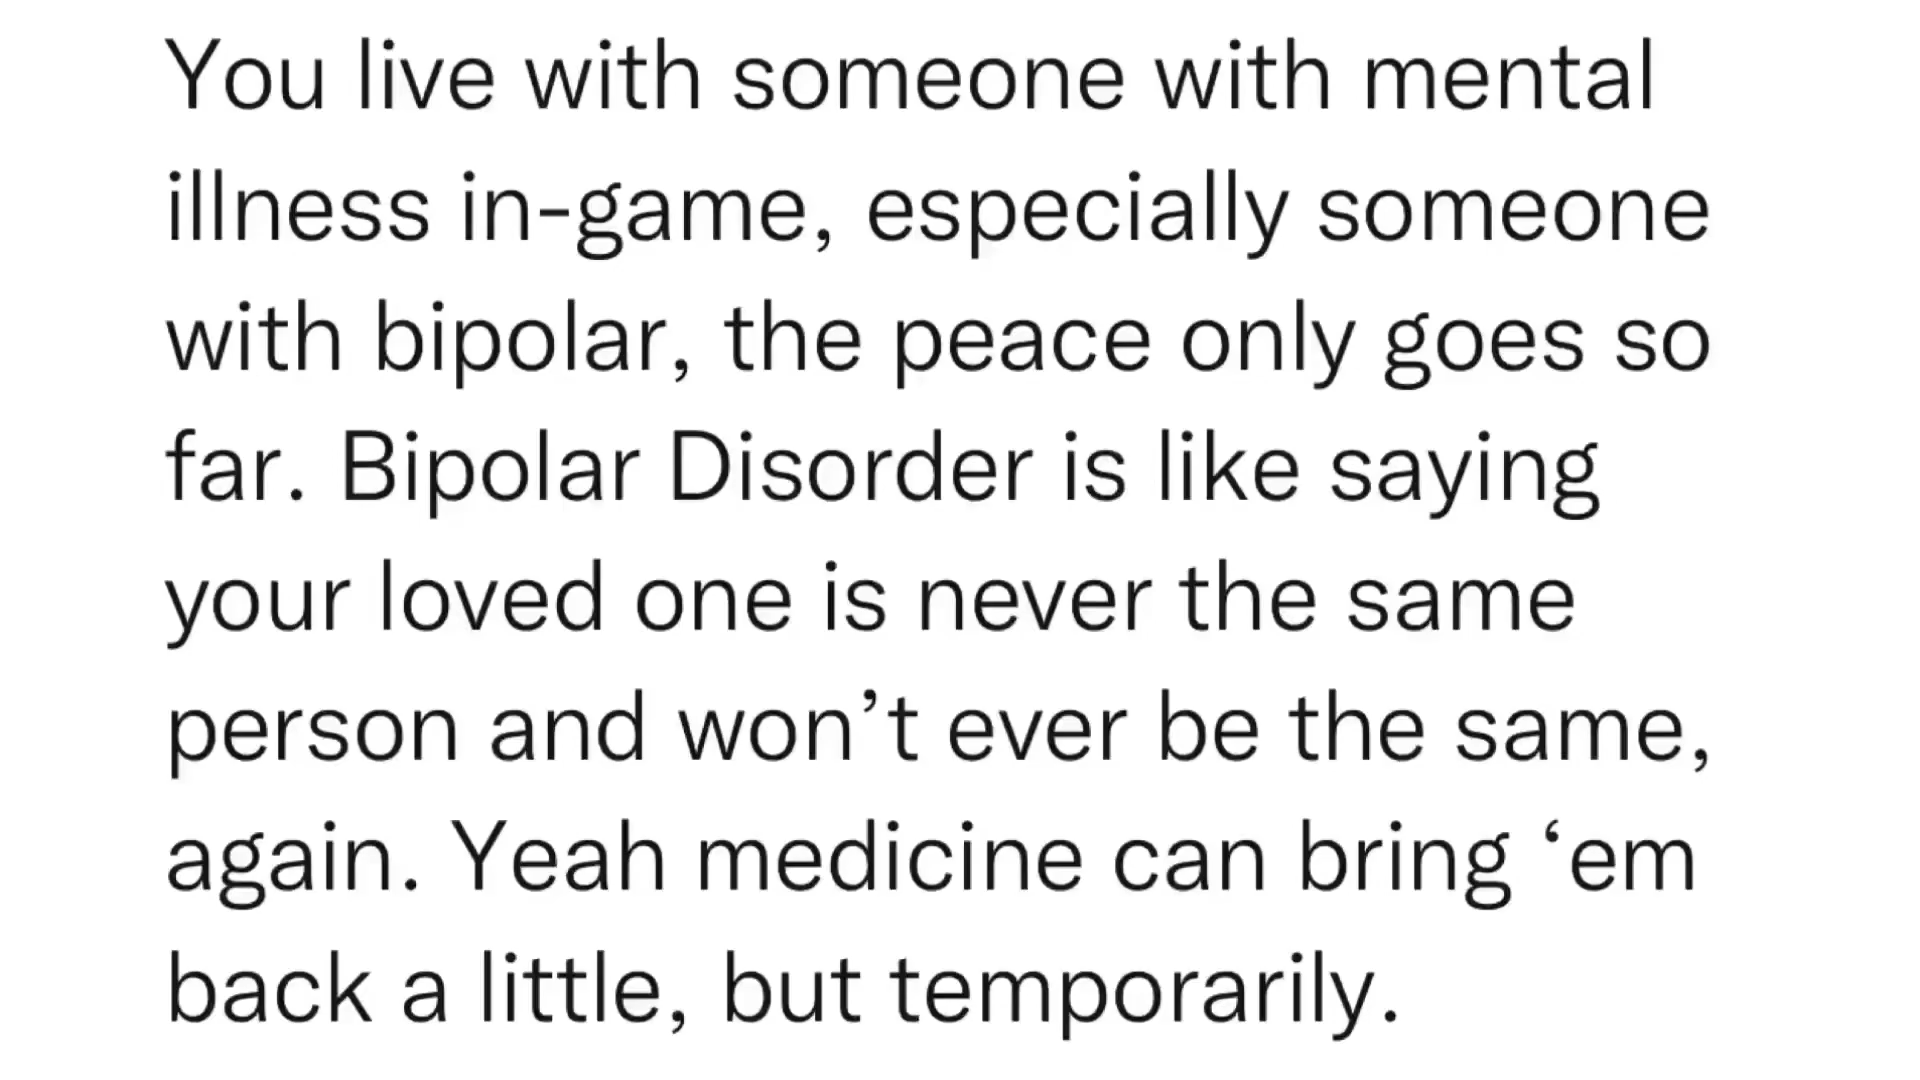 You live with someone with mental
illness in-game, especially someone
with bipolar, the peace only goes so
far. Bipolar Disorder is like saying
your loved one is never the same
person and won’t ever be the same,
again. Yeah medicine can bring ‘em
back a little, but temporarily.